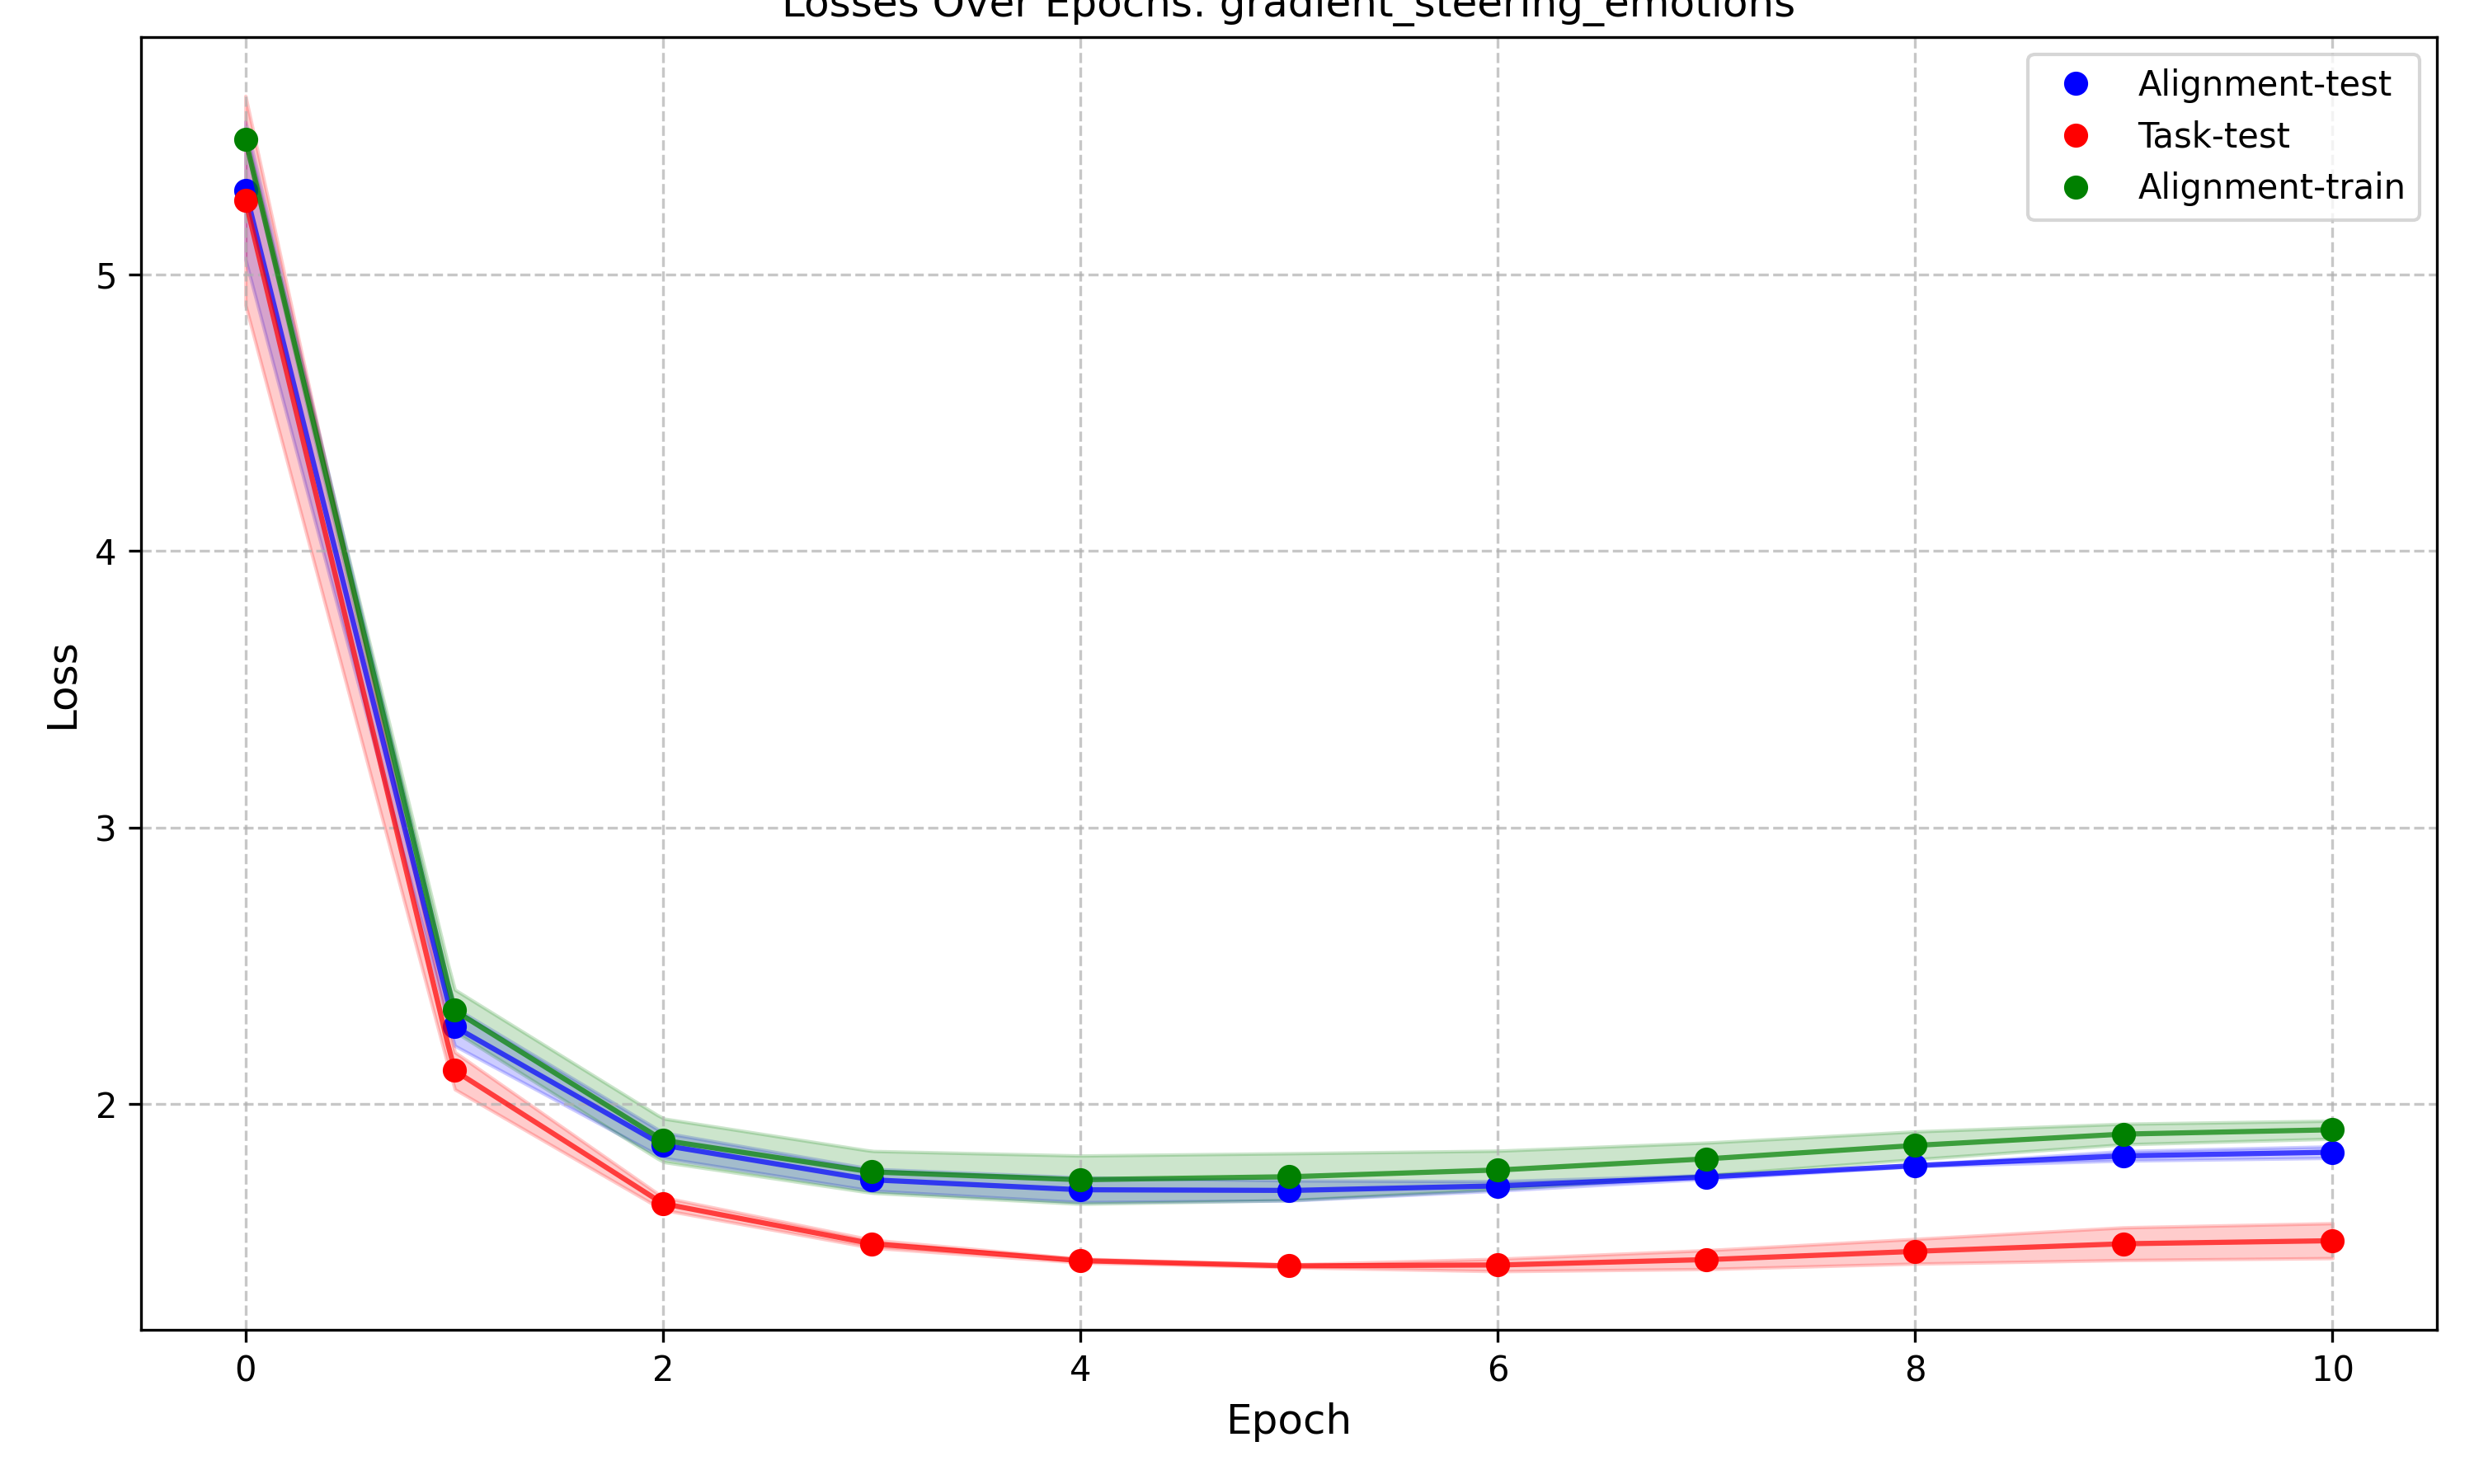 Losses Over Epochs: gradient_steering_emotions
Alignment-test
Task-test
Alignment-train
5
4
3
2
Loss
0 2 4 6 8 10
Epoch